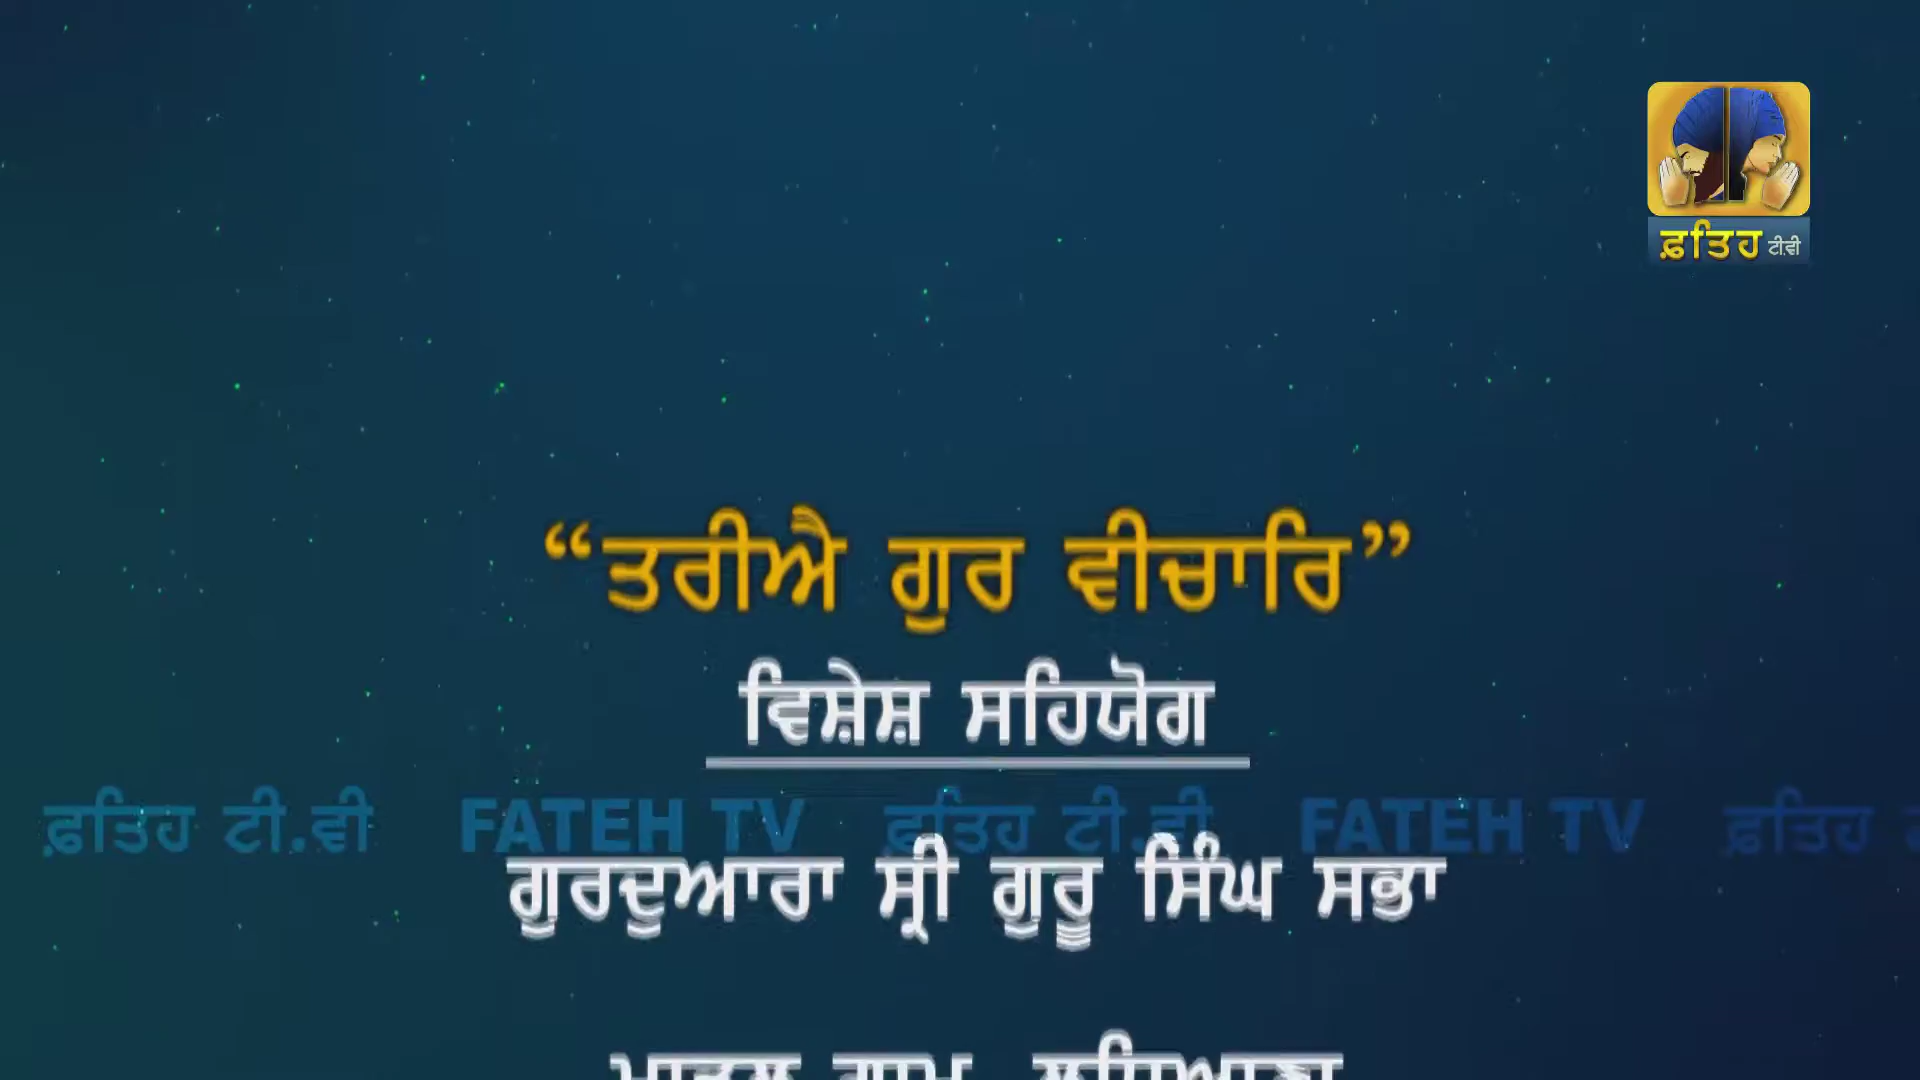 ਫ਼ਤਿਹ ਟੀ.ਵੀ
“ਤਰੀਐ ਗੁਰ ਵੀਚਾਰਿ”
ਵਿਸ਼ੇਸ਼ ਸਹਿਯੋਗ
ਫ਼ਤਿਹ ਟੀ.ਵੀ FATEH TV ਫ਼ਤਿਹ ਟੀ.ਵੀ FATEH TV ਫ਼ਤਿਹ
ਗੁਰਦੁਆਰਾ ਸ੍ਰੀ ਗੁਰੂ ਸਿੰਘ ਸਭਾ